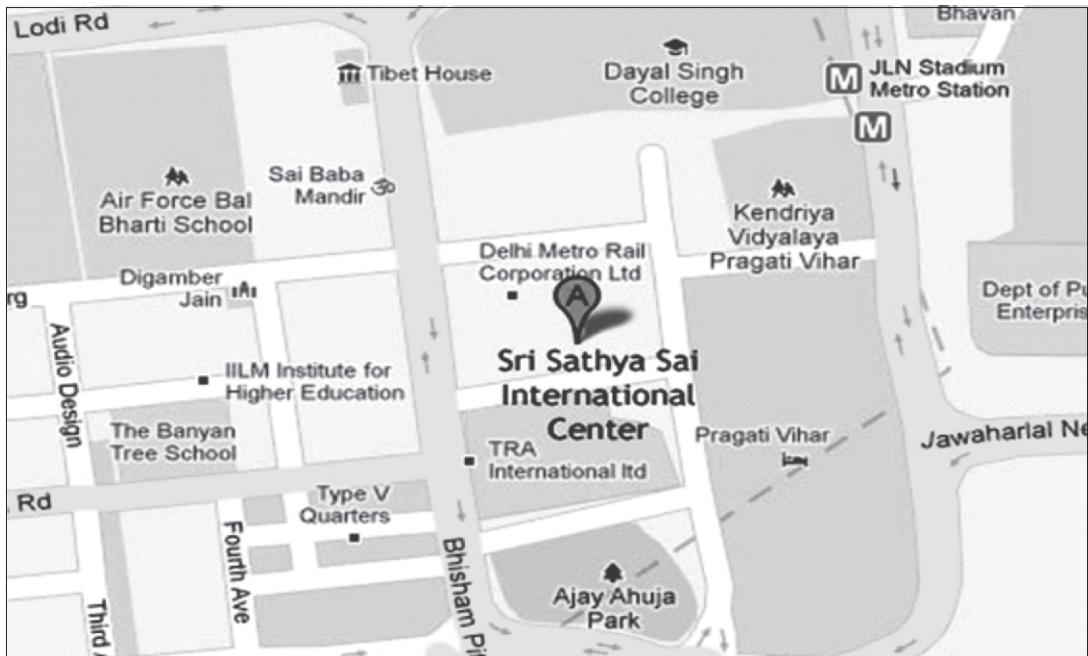 Lodi Rd
Bhavan
Tibet House
Dayal Singh
College
M
JLN Stadium
Metro Station
M
Sai Baba
Mandir
Air Force Bal
Bharti School
Kendriya
Vidyalaya
Pragati Vihar
Delhi Metro Rail
Corporation Ltd
Digamber
Jain
rg
A
Dept of Pu
Enterpris
Audio Design
Sri Sathya Sai
International
Center
IILM Institute for
Higher Education
The Banyan
Tree School
Pragati Vihar
Jawaharlal Ne
TRA
International ltd
Rd
Type V
Quarters
Fourth Ave
Bhisham Pit
Ajay Ahuja
Park
Third A